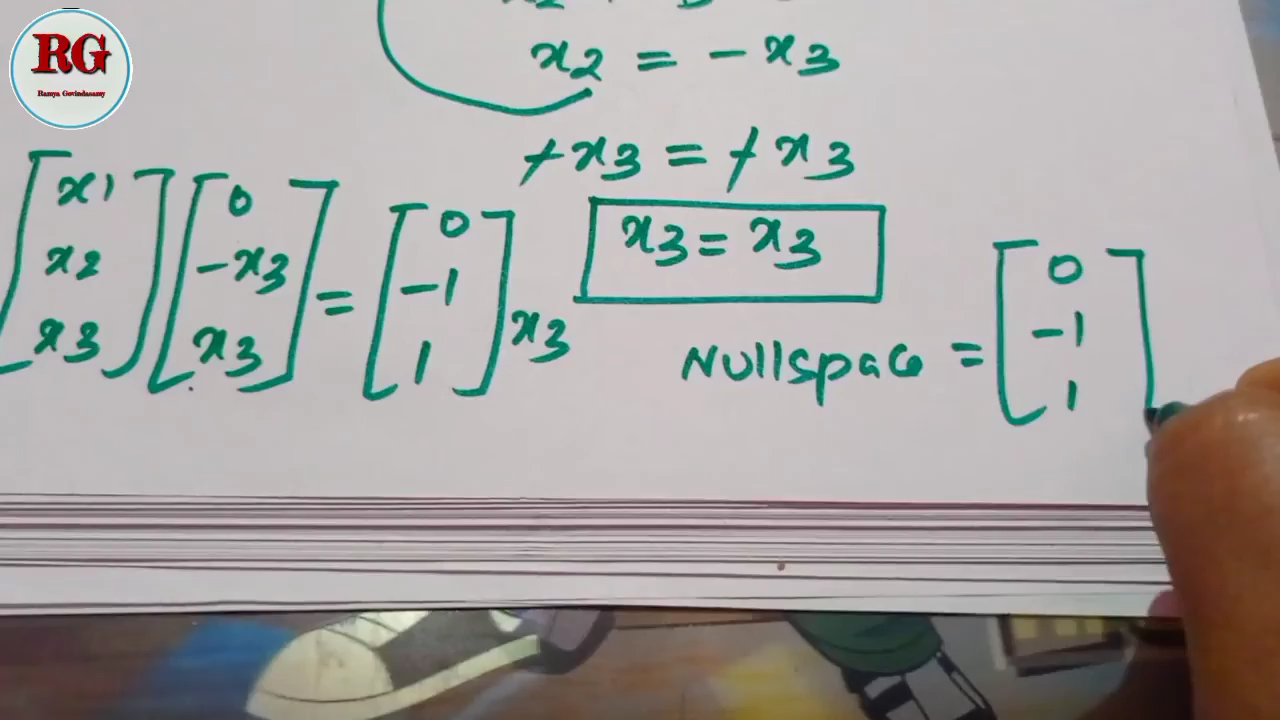 RG
Ramya Govindasamy
x2 = - x3
+x3 = +x3
[x1 x2 x3] [0 -x3 x3] = [0 -1 1] x3
x3 = x3
Nullspace = [0 -1 1]